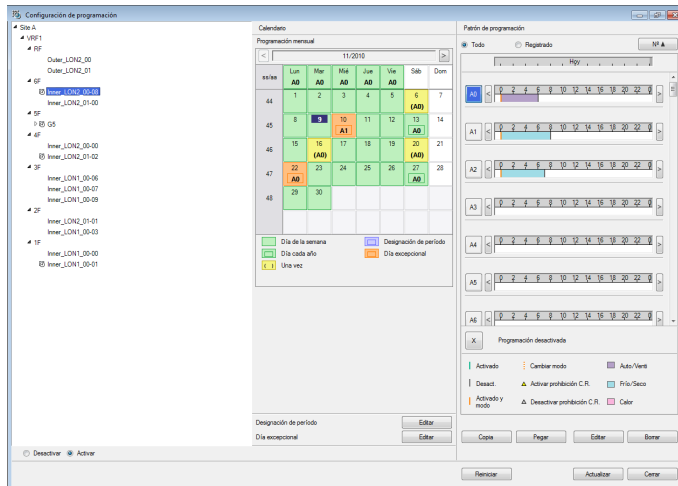 Configuración de programación
Site A
VRF1
RF
Outer_LON2_00
Outer_LON2_01
6F
Inner_LON2_00-08
Inner_LON2_01-00
5F
G5
4F
Inner_LON2_00-00
Inner_LON2_01-02
3F
Inner_LON1_00-06
Inner_LON1_00-07
Inner_LON1_00-09
2F
Inner_LON2_01-01
Inner_LON1_00-03
1F
Inner_LON1_00-00
Inner_LON1_00-01
Desactivar Activar
Calendario
Programación mensual
< 11/2010 >
ss/aa Lun Mar Mié Jue Vie Sáb Dom
A0 A0 A0 A0 A0
44 1 2 3 4 5 6 7
(A0)
45 8 9 10 11 12 13 14
A1 A0
46 15 16 17 18 19 20 21
(A0) (A0)
47 22 23 24 25 26 27 28
A0 A0
48 29 30
Día de la semana Designación de período
Día cada año Día excepcional
( ) Una vez
Designación de período Editar
Día excepcional Editar
Patrón de programación
Todo Registrado Nº ▲
Hoy
A0 < 0 2 4 6 8 10 12 14 16 18 20 22 0 >
A1 < 0 2 4 6 8 10 12 14 16 18 20 22 0 >
A2 < 0 2 4 6 8 10 12 14 16 18 20 22 0 >
A3 < 0 2 4 6 8 10 12 14 16 18 20 22 0 >
A4 < 0 2 4 6 8 10 12 14 16 18 20 22 0 >
A5 < 0 2 4 6 8 10 12 14 16 18 20 22 0 >
A6 < 0 2 4 6 8 10 12 14 16 18 20 22 0 >
X Programación desactivada
Activado Cambiar modo Auto/Venti
Desact. Activar prohibición C.R. Frío/Seco
Activado y modo Desactivar prohibición C.R. Calor
Copia Pegar Editar Borrar
Reiniciar Actualizar Cerrar